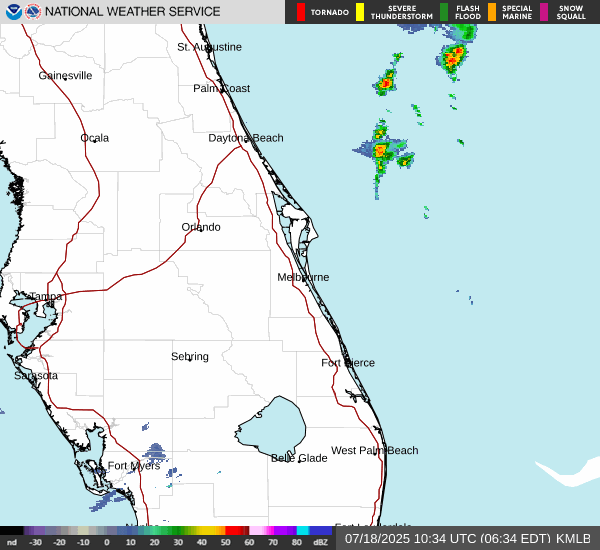 NATIONAL WEATHER SERVICE
TORNADO
SEVERE THUNDERSTORM
FLASH FLOOD
SPECIAL MARINE
SNOW SQUALL
St. Augustine
Gainesville
Palm Coast
Ocala
Daytona Beach
Orlando
Melbourne
Tampa
Sebring
Fort Pierce
Sarasota
West Palm Beach
Belle Glade
Fort Myers
nd -30 -20 -10 0 10 20 30 40 50 60 70 80 dBZ
07/18/2025 10:34 UTC (06:34 EDT) KMLB